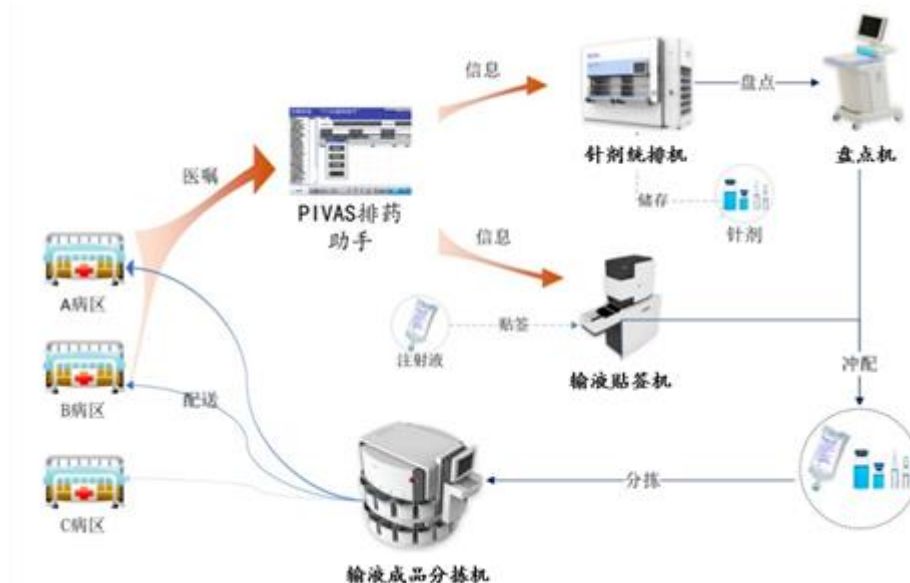 信息
盘点
针剂统排机
盘点机
医嘱
PIVAS排药
助手
储存
针剂
信息
A病区
贴签
注射液
输液贴签机
冲配
B病区
配送
分拣
C病区
输液成品分拣机